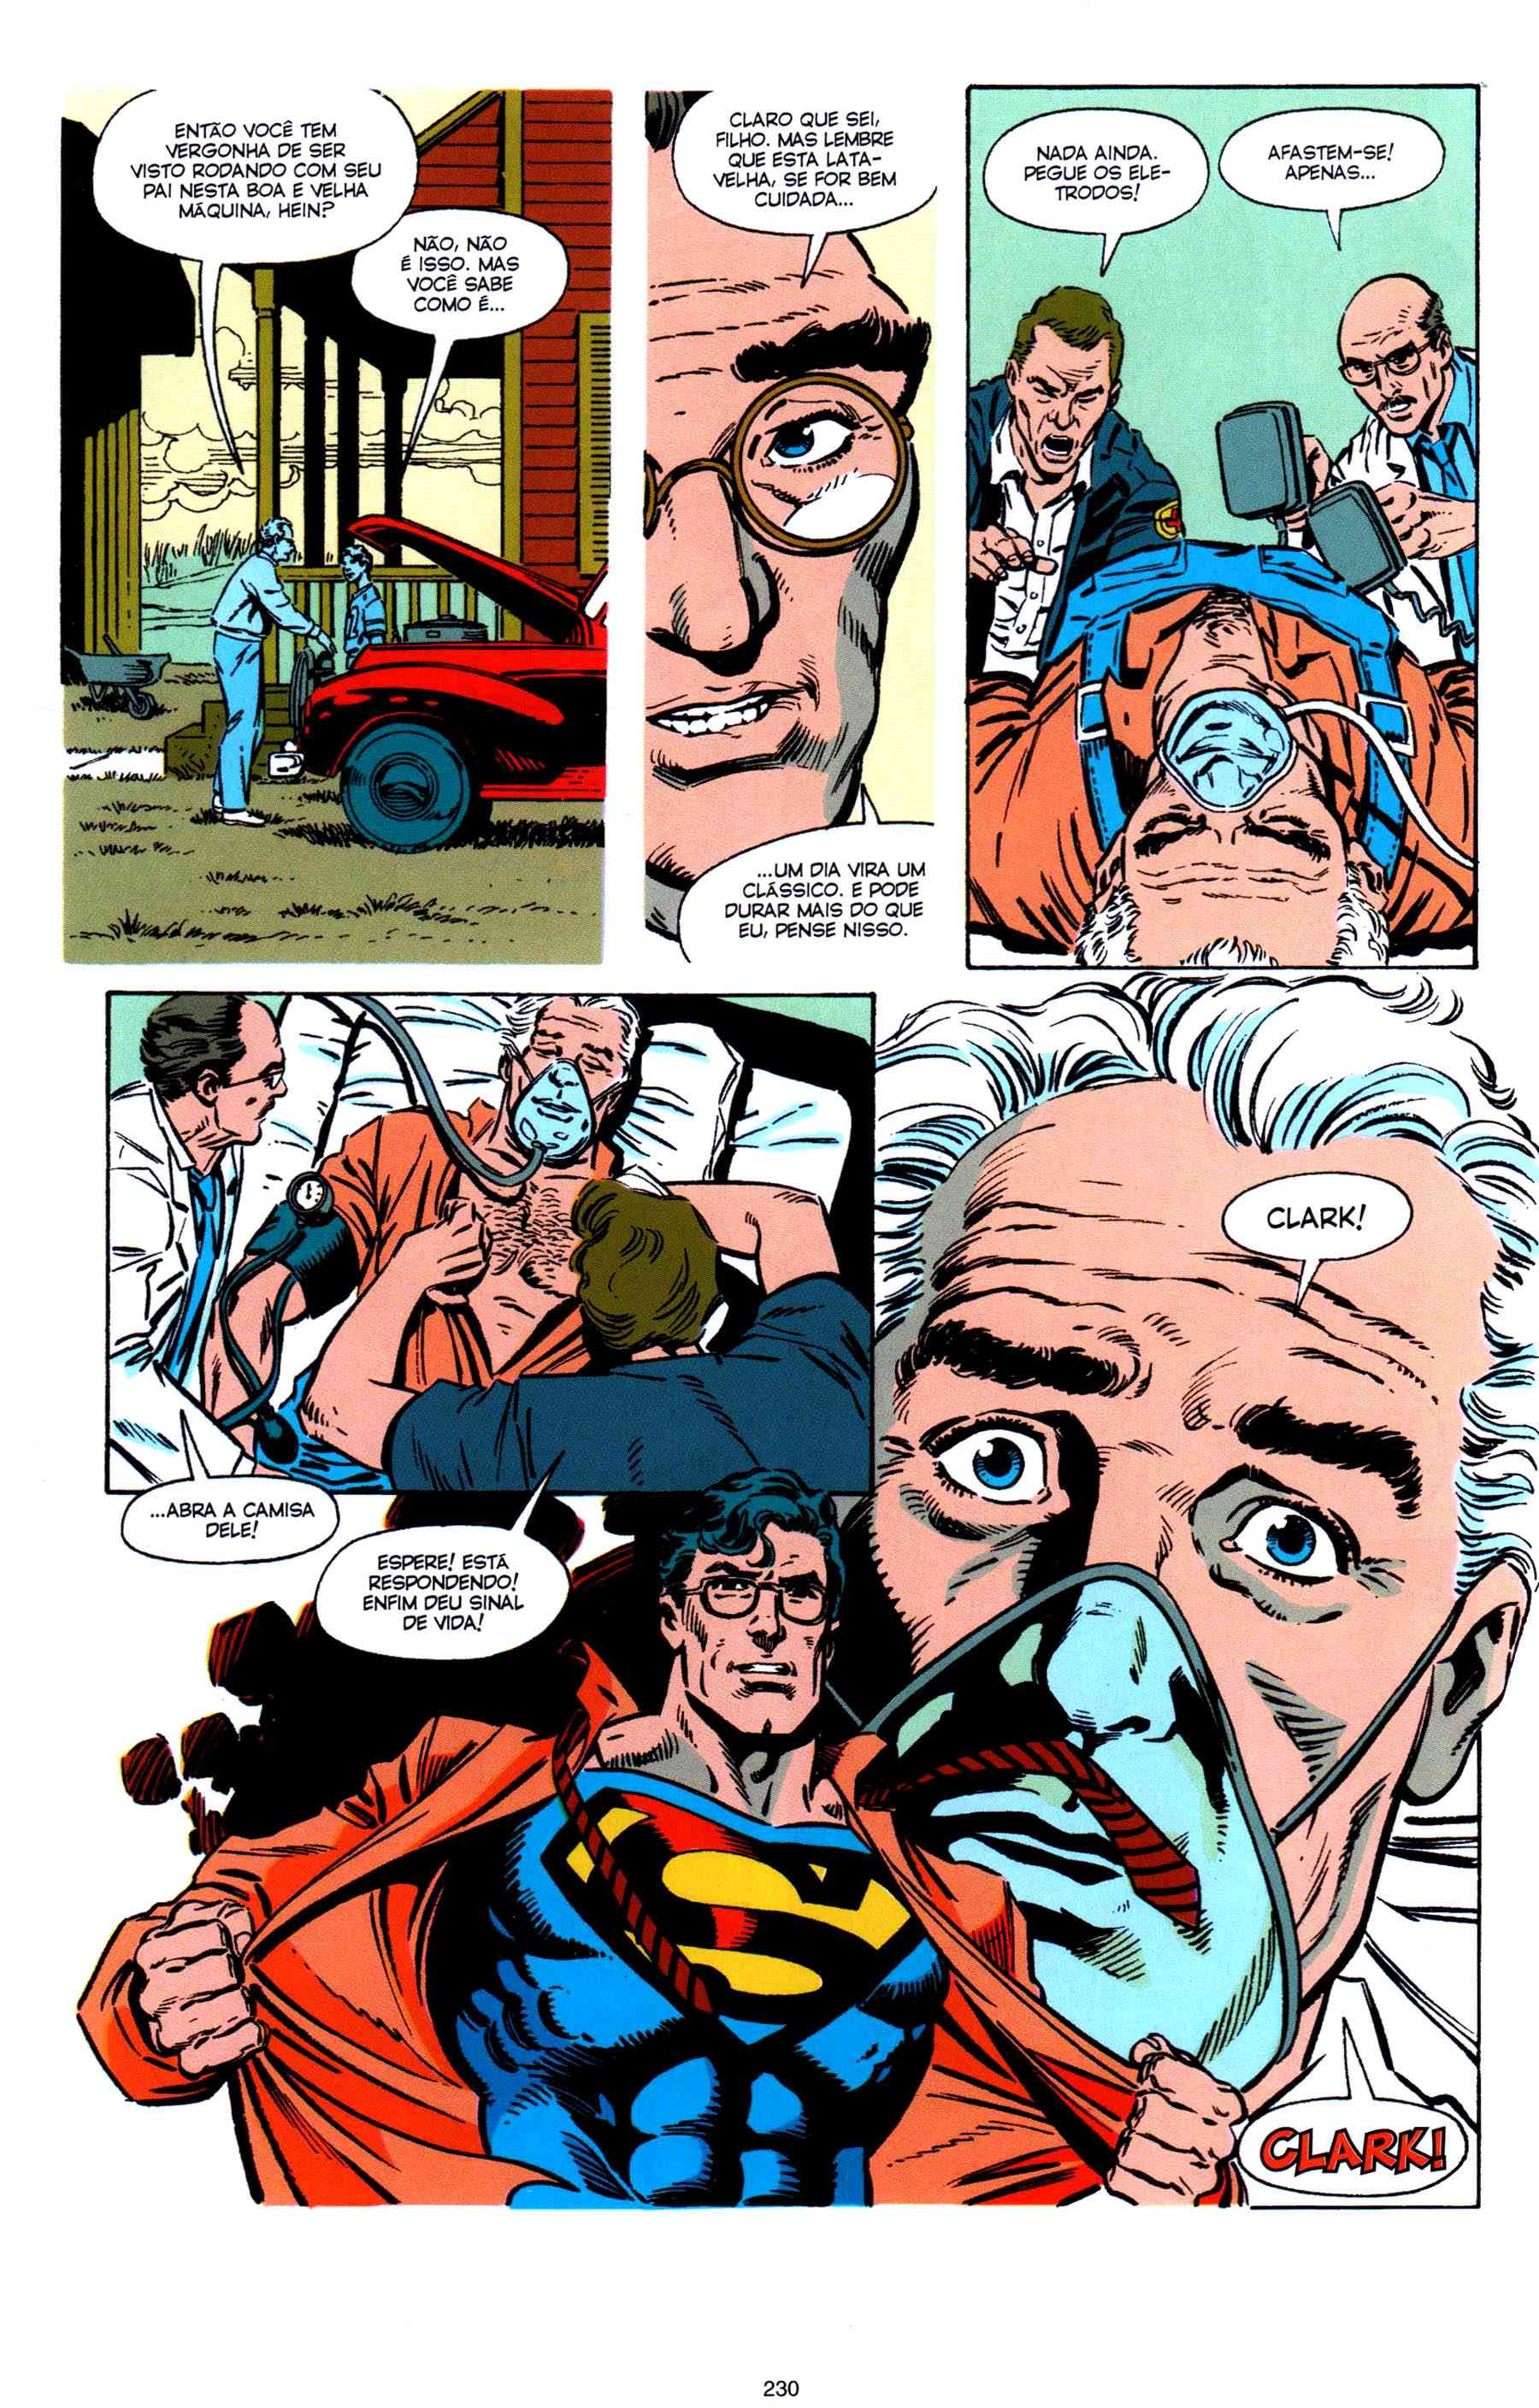 ENTÃO VOCÊ TEM
VERGONHA DE SER
VISTO RODANDO COM SEU
PAI NESTA BOA E VELHA
MÁQUINA, HEIN?
NÃO, NÃO
É ISSO. MAS
VOCÊ SABE
COMO É...
CLARO QUE SEI,
FILHO. MAS LEMBRE
QUE ESTA LATA-
VELHA, SE FOR BEM
CUIDADA...
...UM DIA VIRA UM
CLÁSSICO. E PODE
DURAR MAIS DO QUE
EU, PENSE NISSO.
NADA AINDA.
PEGUE OS ELE-
TRODOS!
AFASTEM-SE!
APENAS...
...ABRA A CAMISA
DELE!
ESPERE! ESTÁ
RESPONDENDO!
ENFIM DEU SINAL
DE VIDA!
CLARK!
S
CLARK!
230